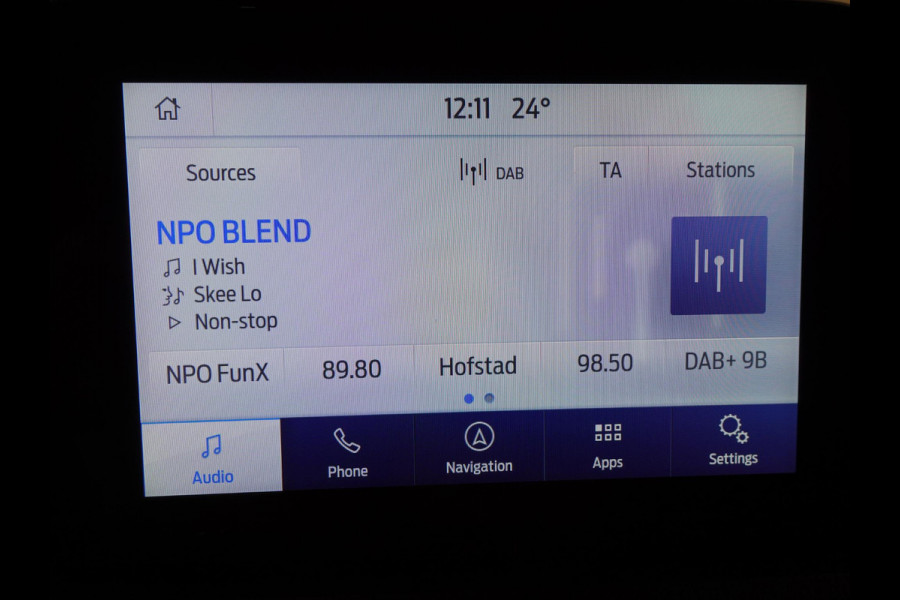 12:11 24°
Sources DAB TA Stations
NPO BLEND
I Wish
Skee Lo
Non-stop
NPO FunX 89.80 Hofstad 98.50 DAB+ 9B
Audio Phone Navigation Apps Settings